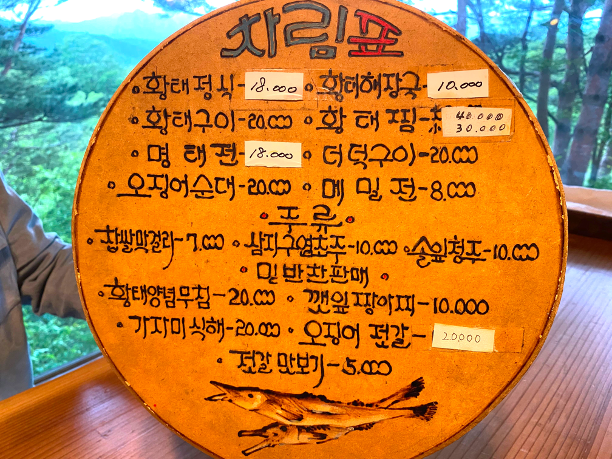 차림표
• 황태정식-18.000 • 황태해장국-10.000
• 황태구이-20.000 • 황태찜- 40.000 30.000
• 명태전-18.000 • 더덕구이-20.000
• 오징어순대-20.000 • 메밀전-8.000
• 주류 •
• 찹쌀막걸리-7.000 • 삼지구엽초주-10.000 • 솔잎청주-10.000
• 밑반찬판매 •
• 황태양념무침-20.000 • 깻잎짱아찌-10.000
• 가자미식해-20.000 • 오징어젓갈-20000
• 젓갈맛보기-5.000